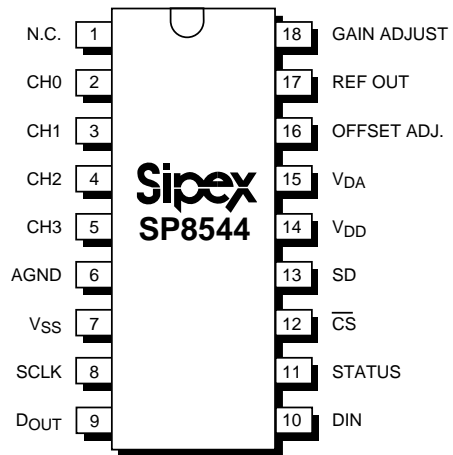 N.C. 1 18 GAIN ADJUST
CH0 2 17 REF OUT
CH1 3 16 OFFSET ADJ.
CH2 4 Sipex 15 VDA
CH3 5 SP8544 14 VDD
AGND 6 13 SD
VSS 7 12 C̅S̅
SCLK 8 11 STATUS
DOUT 9 10 DIN